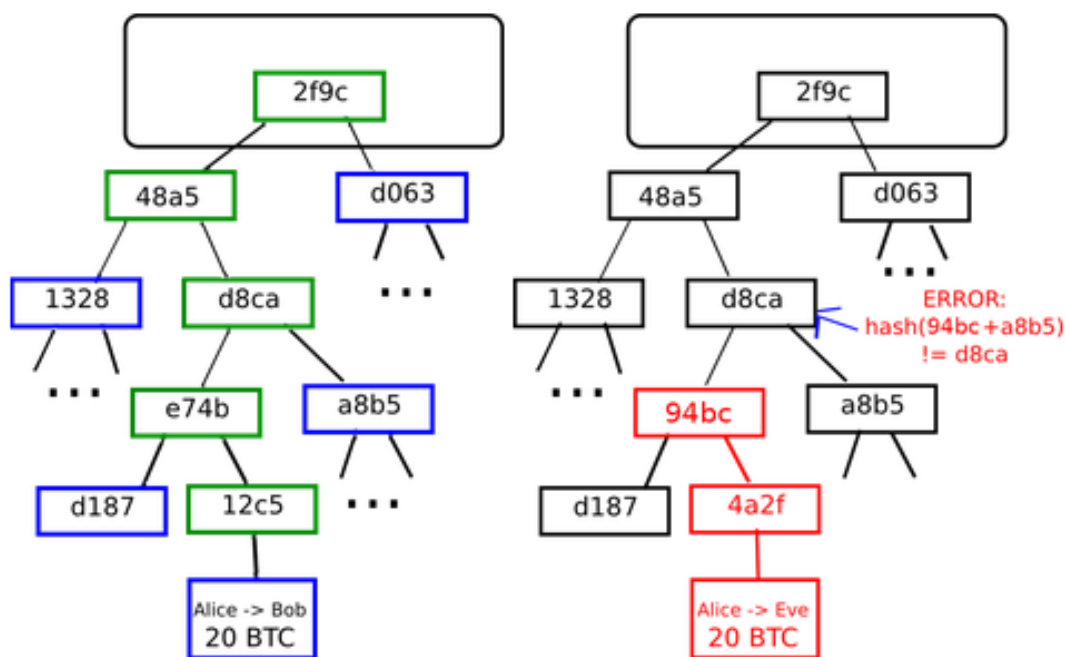 2f9c
48a5
d063
...
1328
d8ca
...
e74b
a8b5
...
d187
12c5
Alice -> Bob
20 BTC
2f9c
48a5
d063
...
1328
d8ca
ERROR:
hash(94bc+a8b5)
!= d8ca
...
94bc
a8b5
d187
4a2f
Alice -> Eve
20 BTC